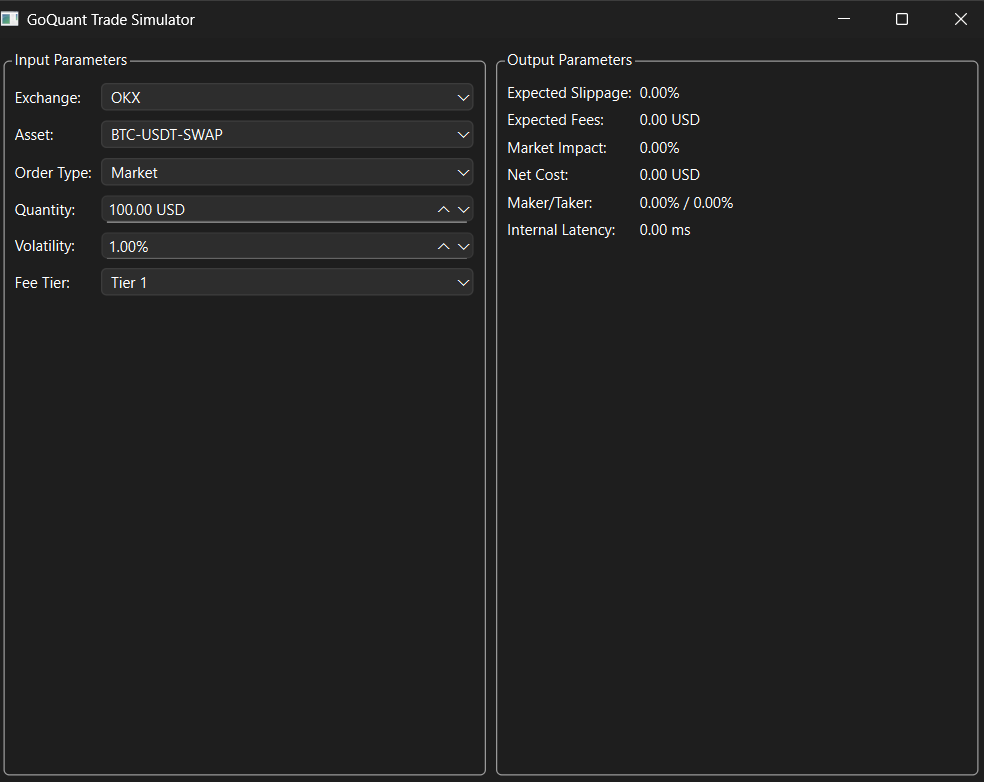 GoQuant Trade Simulator
Input Parameters
Exchange: OKX
Asset: BTC-USDT-SWAP
Order Type: Market
Quantity: 100.00 USD
Volatility: 1.00%
Fee Tier: Tier 1
Output Parameters
Expected Slippage: 0.00%
Expected Fees: 0.00 USD
Market Impact: 0.00%
Net Cost: 0.00 USD
Maker/Taker: 0.00% / 0.00%
Internal Latency: 0.00 ms